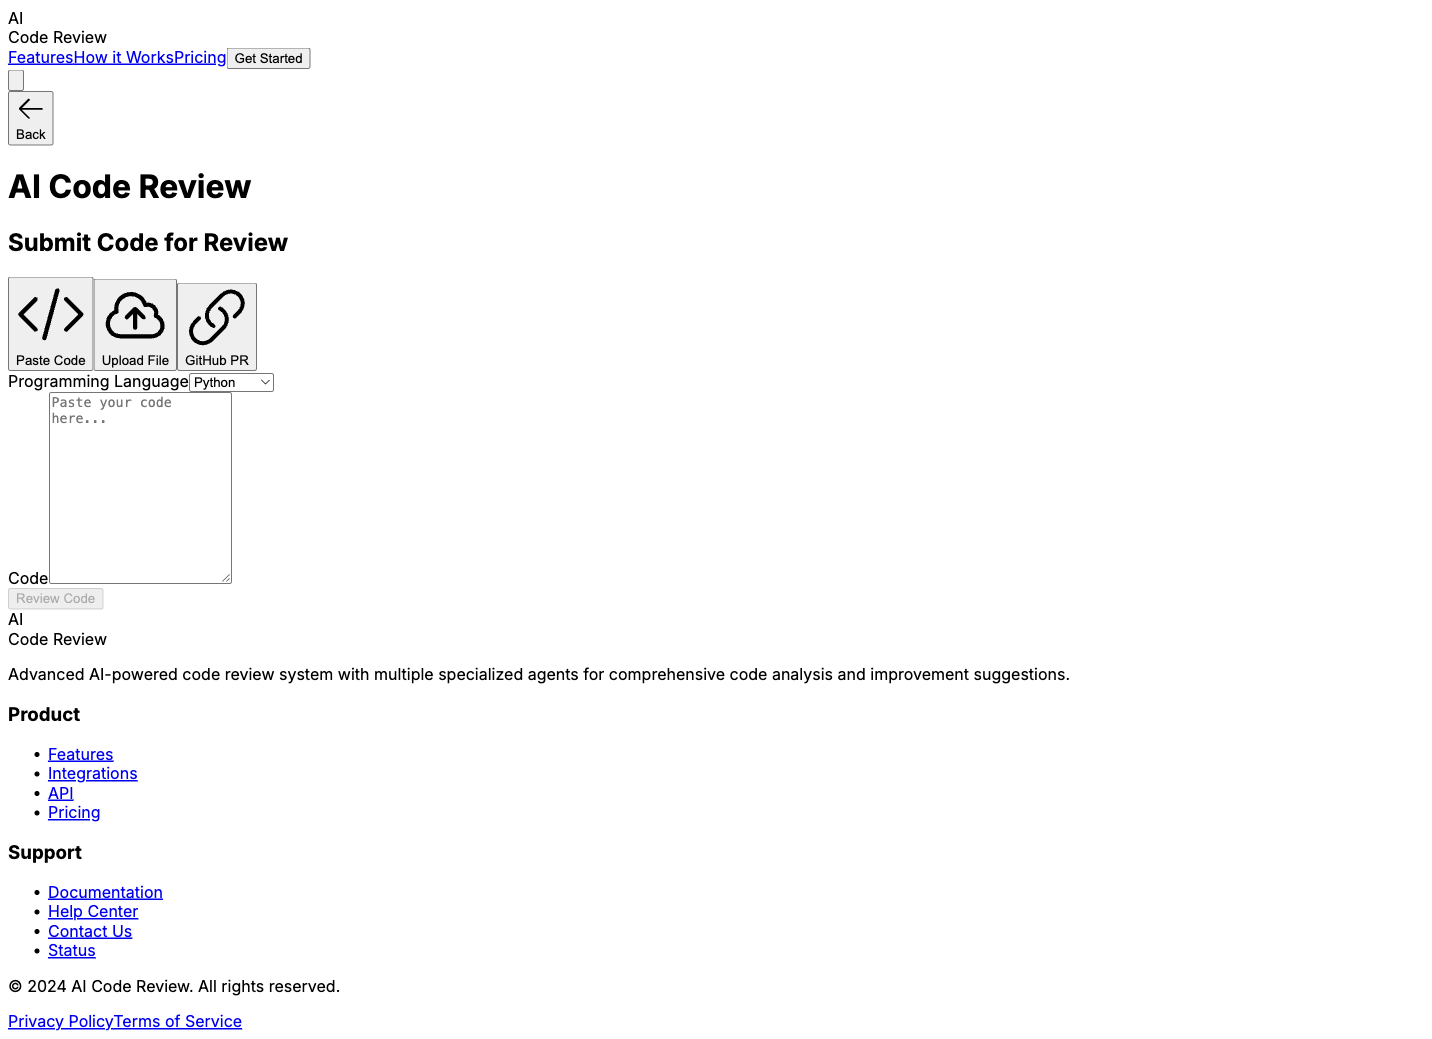 AI
Code Review
FeaturesHow it WorksPricing Get Started
Back
AI Code Review
Submit Code for Review
Paste Code Upload File GitHub PR
Programming Language Python
Paste your code
here...
Code
Review Code
AI
Code Review
Advanced AI-powered code review system with multiple specialized agents for comprehensive code analysis and improvement suggestions.
Product
• Features
• Integrations
• API
• Pricing
Support
• Documentation
• Help Center
• Contact Us
• Status
© 2024 AI Code Review. All rights reserved.
Privacy PolicyTerms of Service